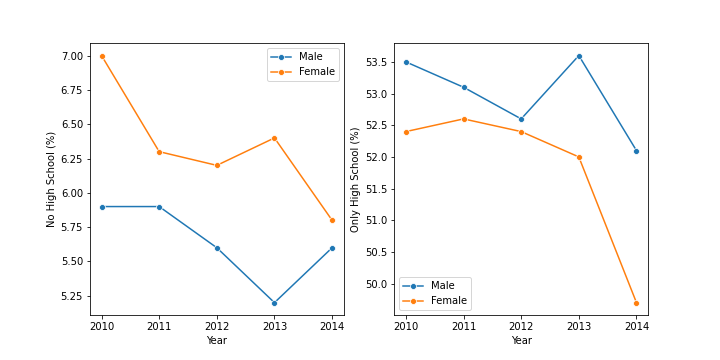 7.00
6.75
6.50
6.25
6.00
5.75
5.50
5.25
No High School (%)
2010 2011 2012 2013 2014
Year
Male
Female
53.5
53.0
52.5
52.0
51.5
51.0
50.5
50.0
Only High School (%)
2010 2011 2012 2013 2014
Year
Male
Female